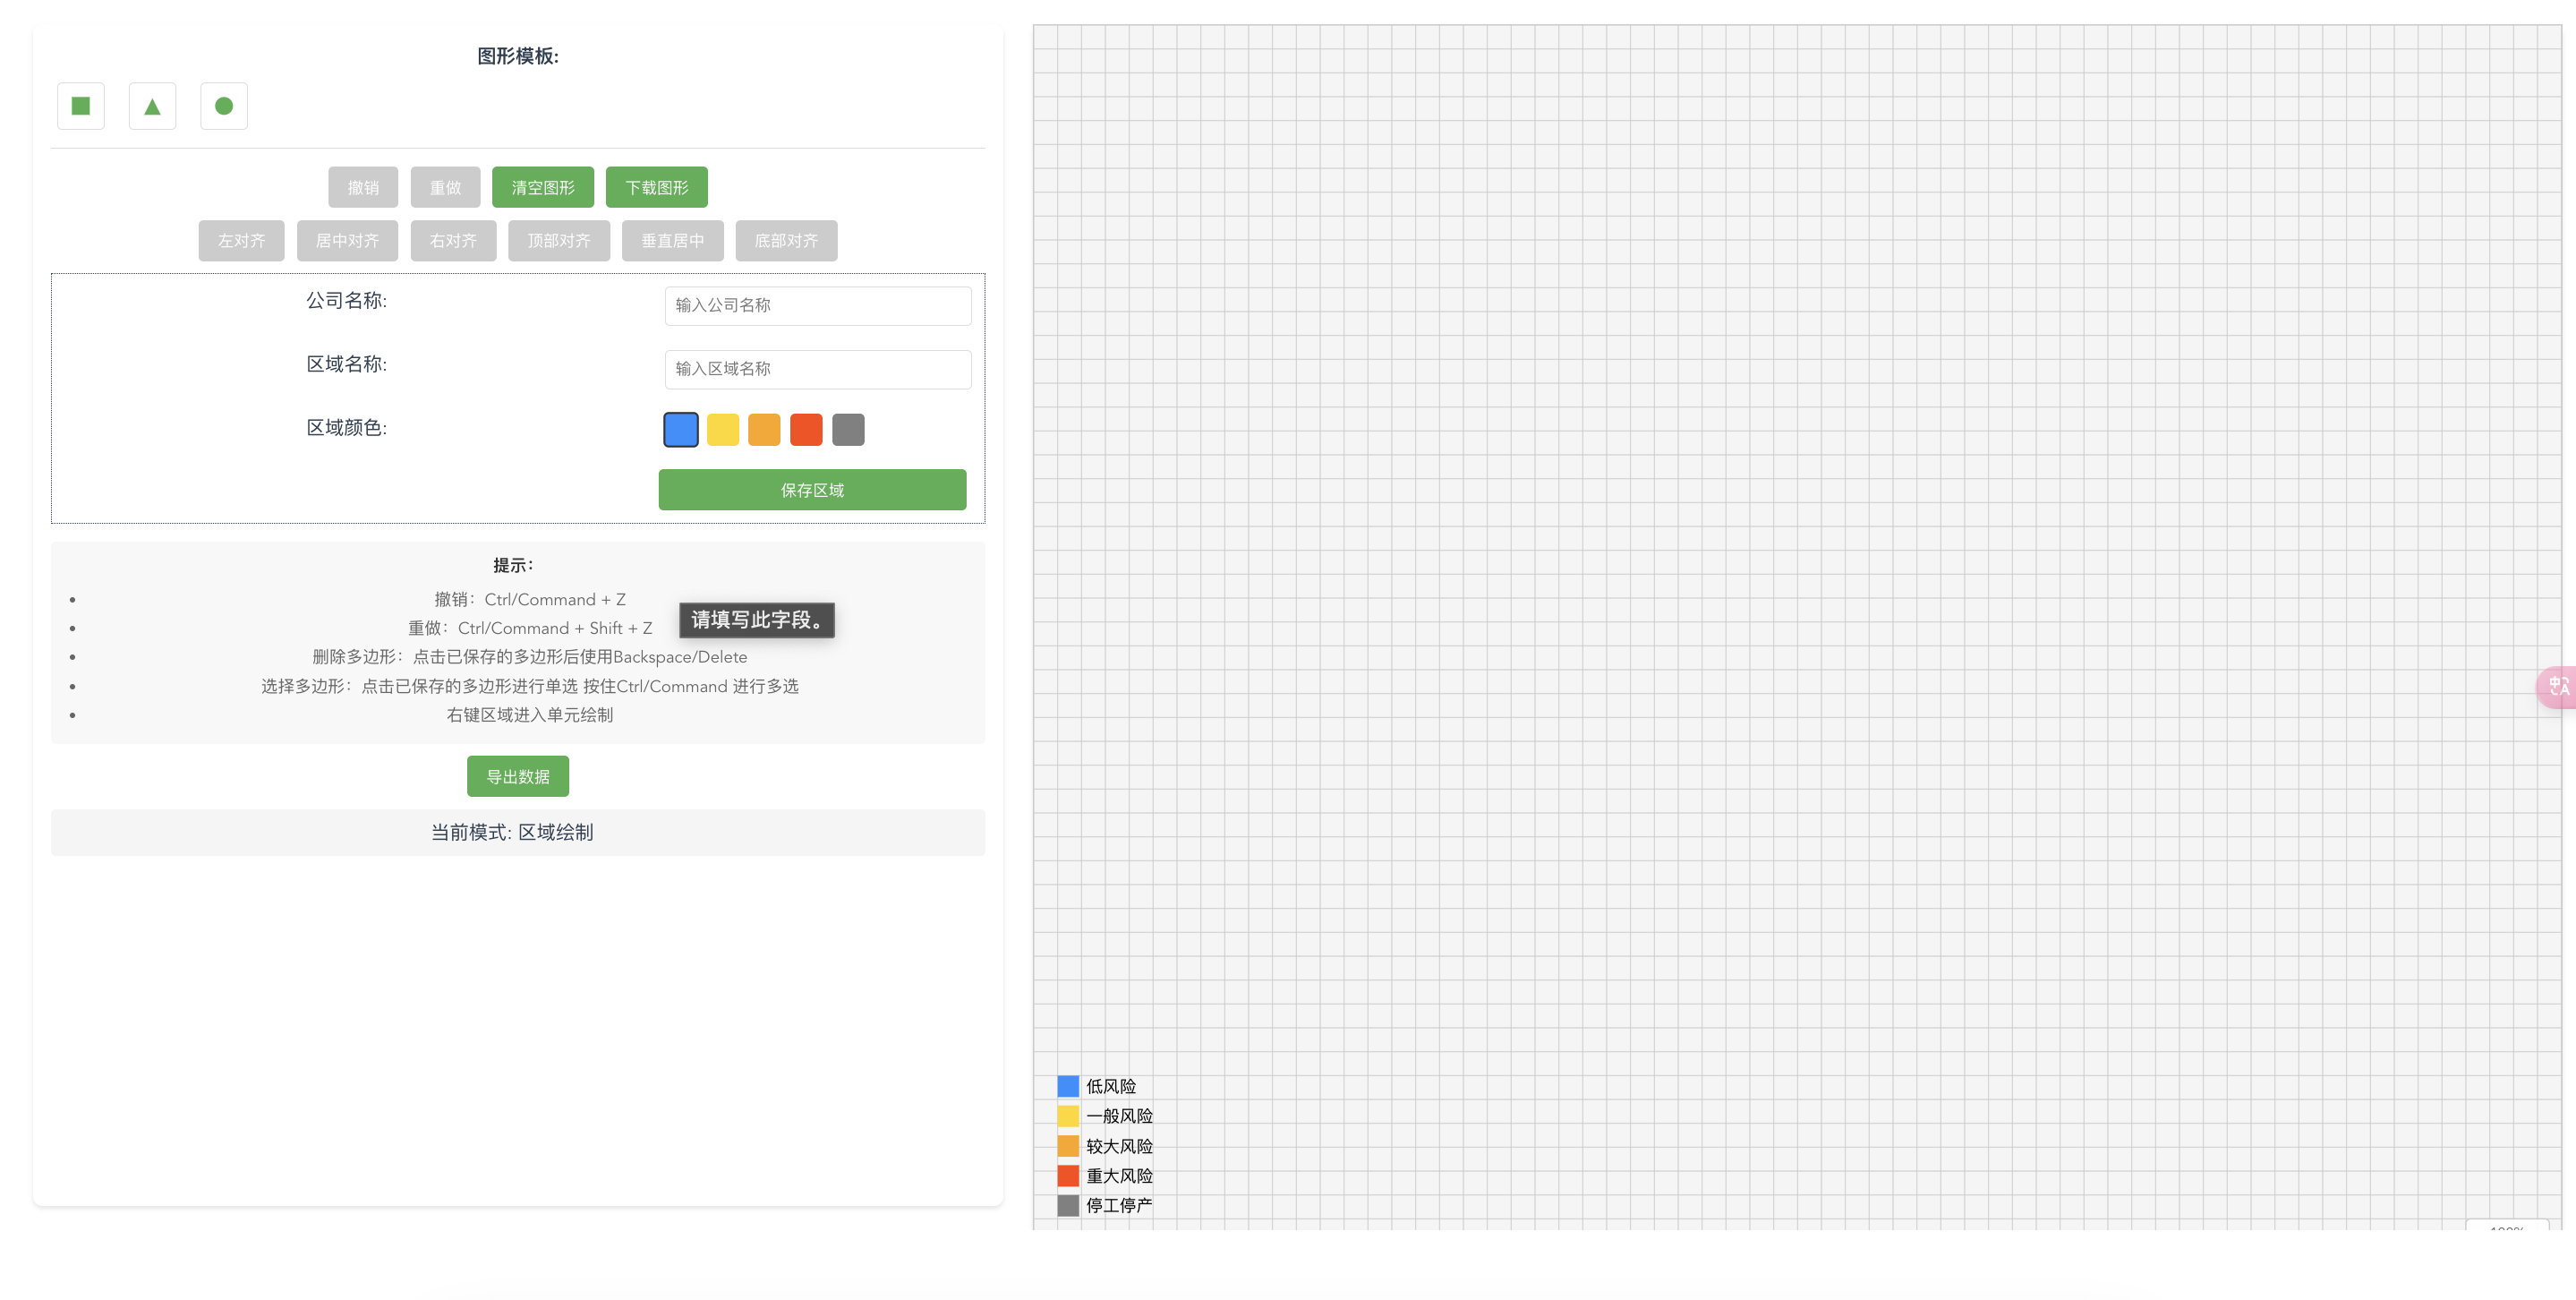 图形模板:
撤销 重做 清空图形 下载图形
左对齐 居中对齐 右对齐 顶部对齐 垂直居中 底部对齐
公司名称: 输入公司名称
区域名称: 输入区域名称
区域颜色:
保存区域
提示：
撤销：Ctrl/Command + Z
重做：Ctrl/Command + Shift + Z
请填写此字段。
删除多边形：点击已保存的多边形后使用Backspace/Delete
选择多边形：点击已保存的多边形进行单选 按住Ctrl/Command 进行多选
右键区域进入单元绘制
导出数据
当前模式: 区域绘制
中A
低风险
一般风险
较大风险
重大风险
停工停产